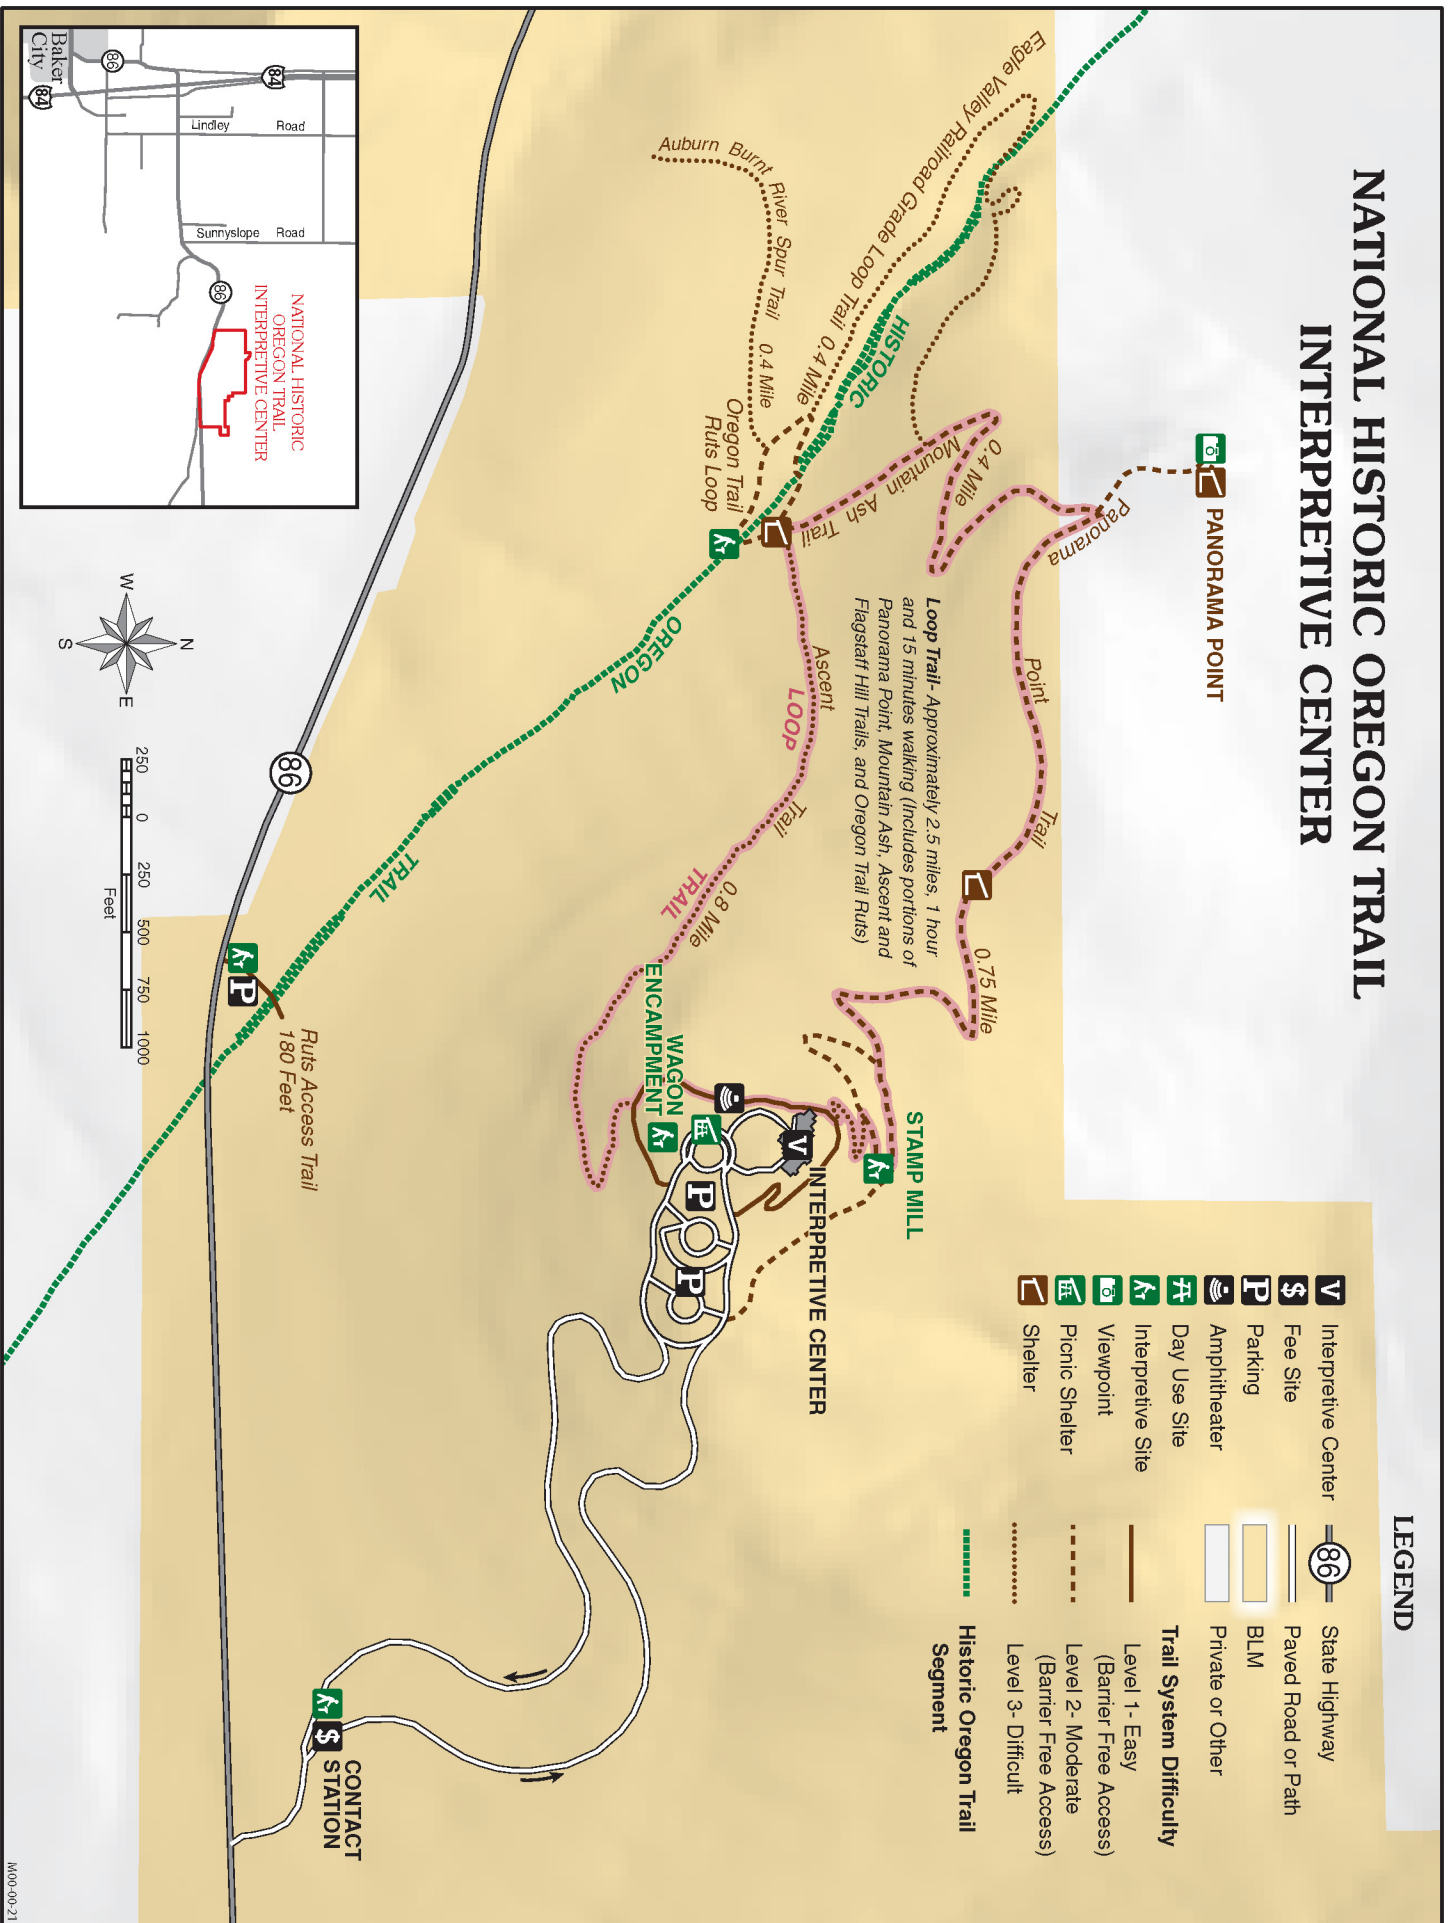 NATIONAL HISTORIC OREGON TRAIL
INTERPRETIVE CENTER
LEGEND
V Interpretive Center
$ Fee Site
P Parking
Amphitheater
Day Use Site
Interpretive Site
Viewpoint
Picnic Shelter
Shelter
86 State Highway
Paved Road or Path
BLM
Private or Other
Trail System Difficulty
Level 1- Easy
(Barrier Free Access)
Level 2- Moderate
(Barrier Free Access)
Level 3- Difficult
Historic Oregon Trail
Segment
PANORAMA POINT
Panorama
Point
Trail
0.75 Mile
Eagle Valley Railroad Grade Loop Trail 0.4 Mile
Mountain Ash Trail
0.4 Mile
Auburn Burnt River Spur Trail 0.4 Mile
Oregon Trail
Ruts Loop
HISTORIC
OREGON
TRAIL
Loop Trail- Approximately 2.5 miles, 1 hour
and 15 minutes walking (Includes portions of
Panorama Point, Mountain Ash, Ascent and
Flagstaff Hill Trails, and Oregon Trail Ruts)
Ascent
Trail
0.8 Mile
LOOP
TRAIL
STAMP MILL
V
INTERPRETIVE CENTER
WAGON
ENCAMPMENT
P
P
Ruts Access Trail
180 Feet
P
86
$
CONTACT
STATION
N
W
E
S
250 0 250 500 750 1000
Feet
Baker
City
86
84
84
Lindley Road
Sunnyslope Road
86
NATIONAL HISTORIC
OREGON TRAIL
INTERPRETIVE CENTER
M00-00-21